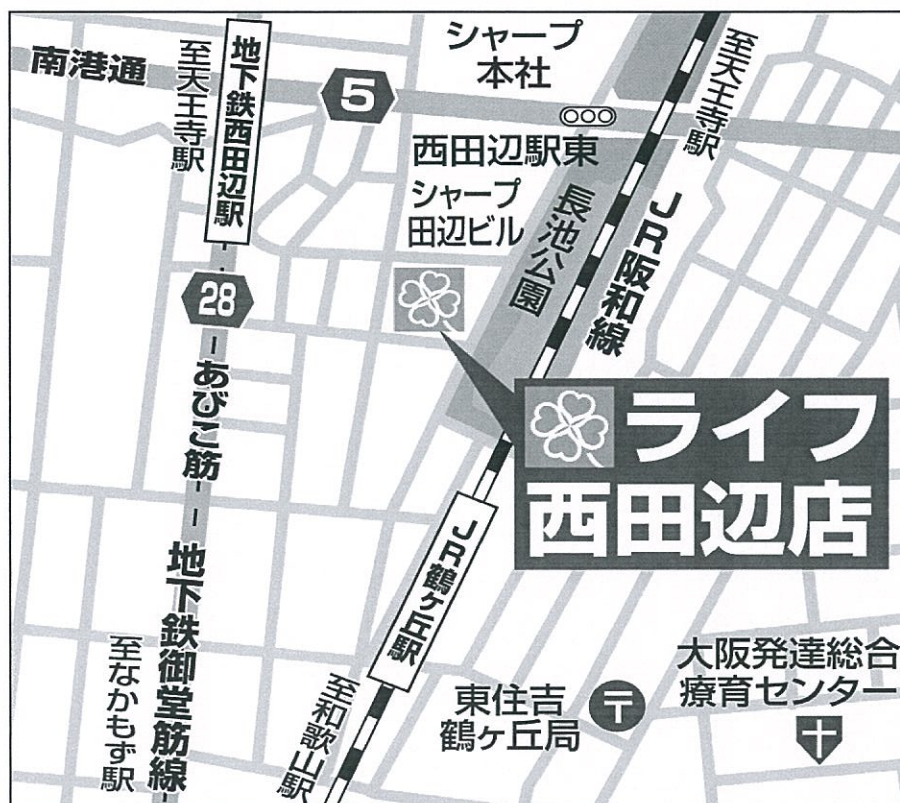 南港通
至天王寺駅
地下鉄西田辺駅
5
シャープ
本社
至天王寺駅
西田辺駅東
シャープ
田辺ビル
長池公園
JR阪和線
28
あびこ筋
ライフ
西田辺店
地下鉄御堂筋線
至なかもず駅
JR鶴ヶ丘駅
至和歌山駅
東住吉
鶴ヶ丘局
〒
大阪発達総合
療育センター